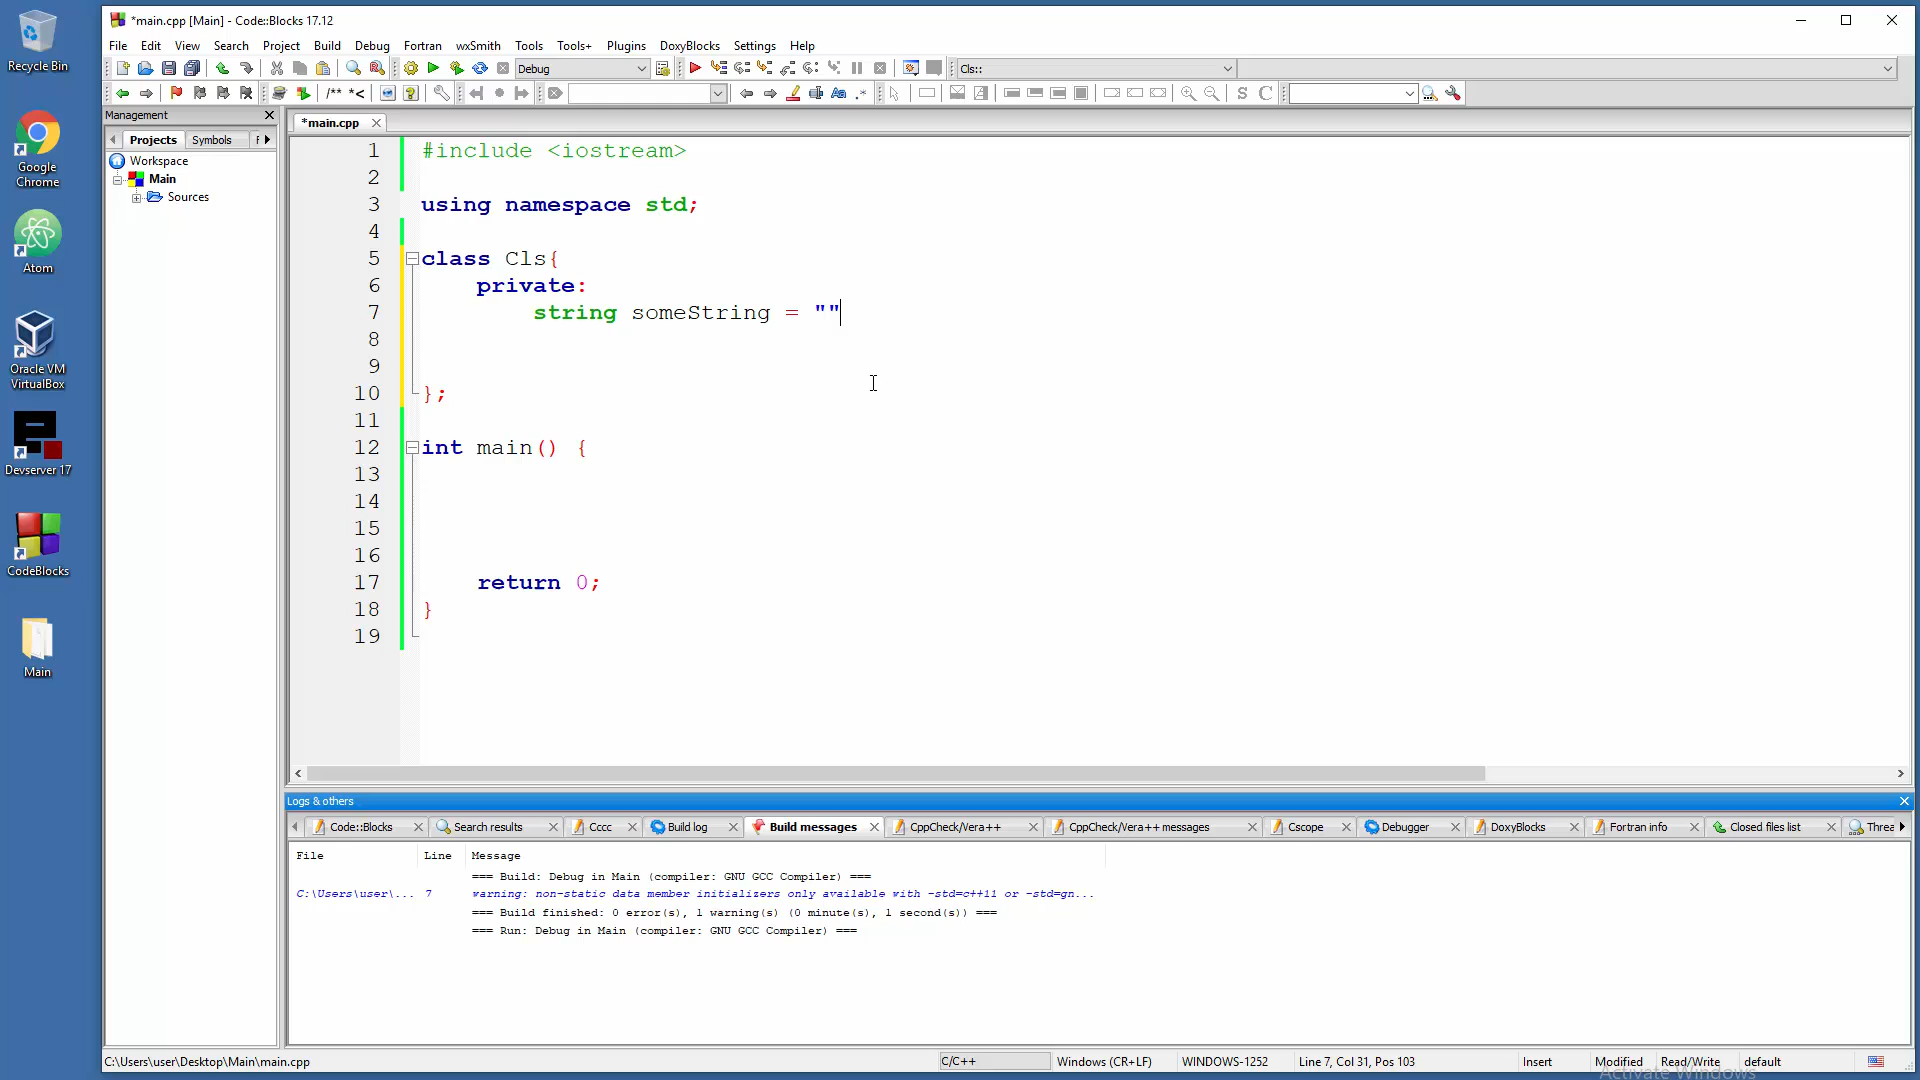 *main.cpp [Main] - Code::Blocks 17.12
File Edit View Search Project Build Debug Fortran wxSmith Tools Tools+ Plugins DoxyBlocks Settings Help
Debug
Cls::
/** *<
Aa .*
S C
Management
Projects Symbols F
Workspace
Main
Sources
*main.cpp
1 #include <iostream>
2
3 using namespace std;
4
5 class Cls{
6 private:
7 string someString = ""
8
9
10 };
11
12 int main() {
13
14
15
16
17 return 0;
18 }
19
Recycle Bin
Google
Chrome
Atom
Oracle VM
VirtualBox
Devserver 17
CodeBlocks
Main
Logs & others
Code::Blocks Search results Cccc Build log Build messages CppCheck/Vera++ CppCheck/Vera++ messages Cscope Debugger DoxyBlocks Fortran info Closed files list Threa
File Line Message
=== Build: Debug in Main (compiler: GNU GCC Compiler) ===
C:\Users\user\... 7 warning: non-static data member initializers only available with -std=c++11 or -std=gn...
=== Build finished: 0 error(s), 1 warning(s) (0 minute(s), 1 second(s)) ===
=== Run: Debug in Main (compiler: GNU GCC Compiler) ===
C:\Users\user\Desktop\Main\main.cpp C/C++ Windows (CR+LF) WINDOWS-1252 Line 7, Col 31, Pos 103 Insert Modified Read/Write default
Activate Windows